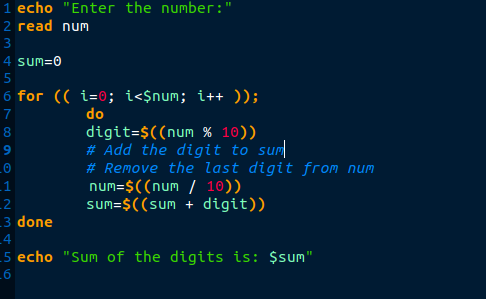 1 echo "Enter the number:"
2 read num
3
4 sum=0
5
6 for (( i=0; i<$num; i++ ));
7         do
8         digit=$((num % 10))
9         # Add the digit to sum
10         # Remove the last digit from num
11         num=$((num / 10))
12         sum=$((sum + digit))
13 done
14
15 echo "Sum of the digits is: $sum"
16